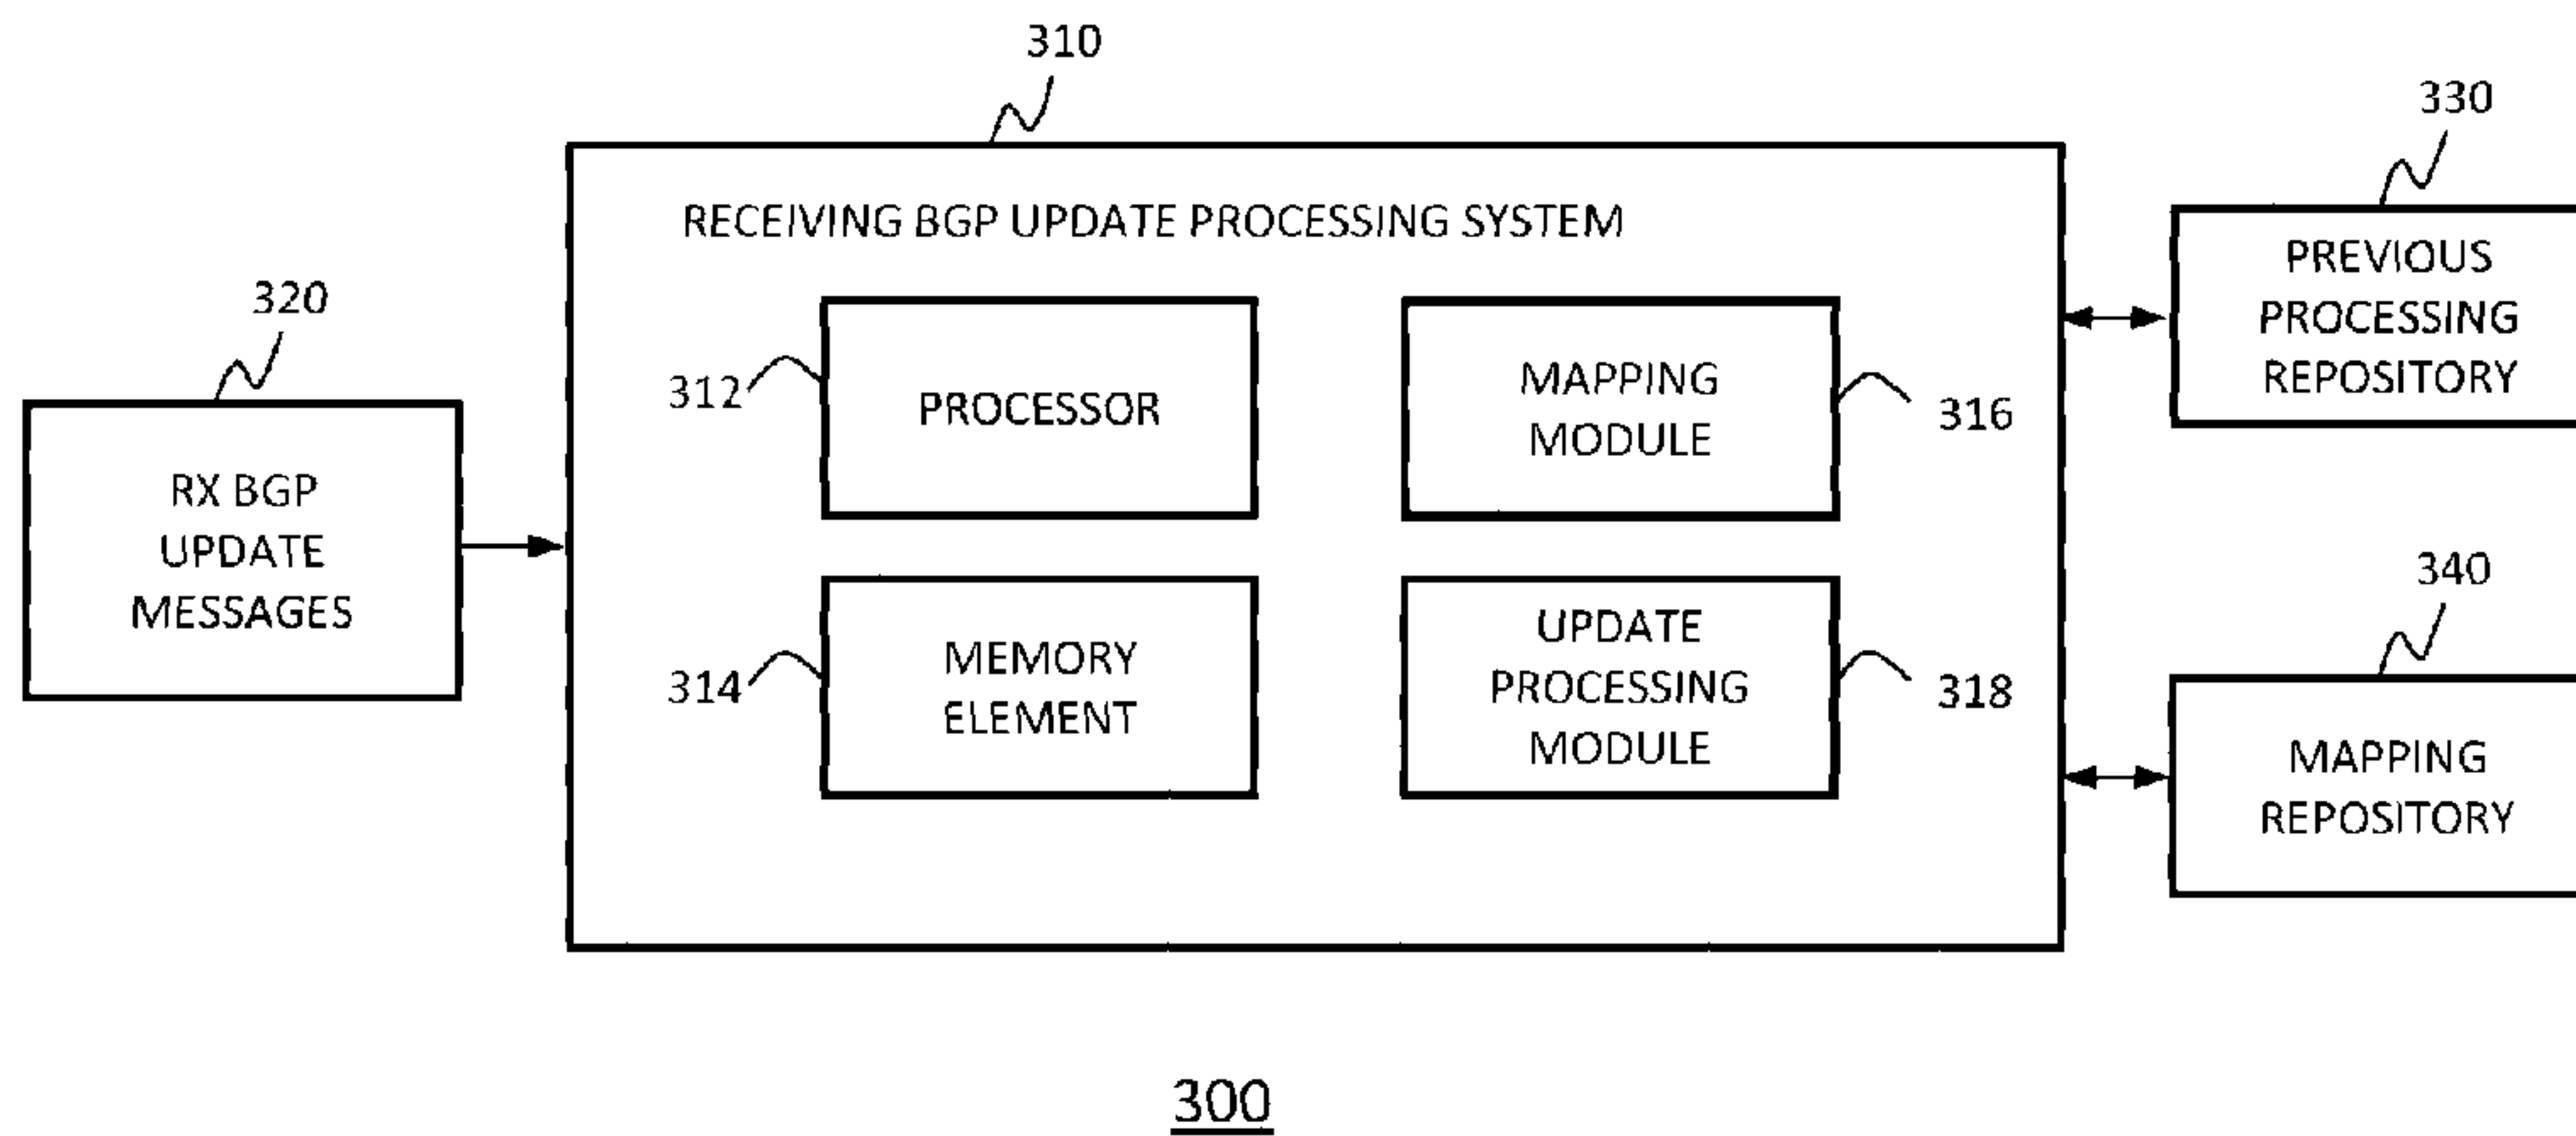 310
330
RECEIVING BGP UPDATE PROCESSING SYSTEM
PREVIOUS
PROCESSING
REPOSITORY
320
312
PROCESSOR
MAPPING
MODULE
316
RX BGP
UPDATE
MESSAGES
314
MEMORY
ELEMENT
UPDATE
PROCESSING
MODULE
318
340
MAPPING
REPOSITORY
300